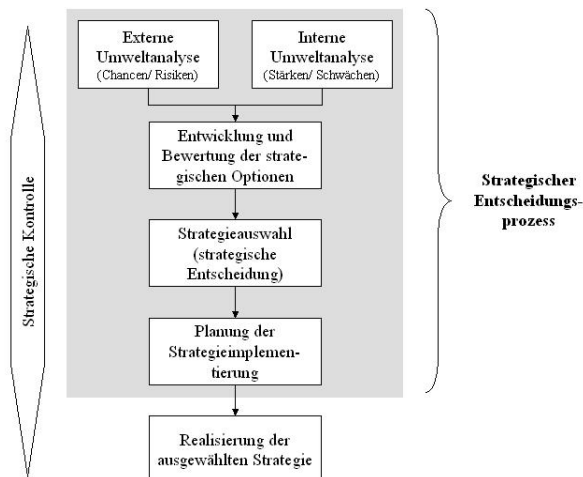 Externe
Umweltanalyse
(Chancen/ Risiken)
Interne
Umweltanalyse
(Stärken/ Schwächen)
Entwicklung und
Bewertung der strate-
gischen Optionen
Strategieauswahl
(strategische
Entscheidung)
Planung der
Strategieimplemen-
tierung
Realisierung der
ausgewählten Strategie
Strategische Kontrolle
Strategischer
Entscheidungs-
prozess